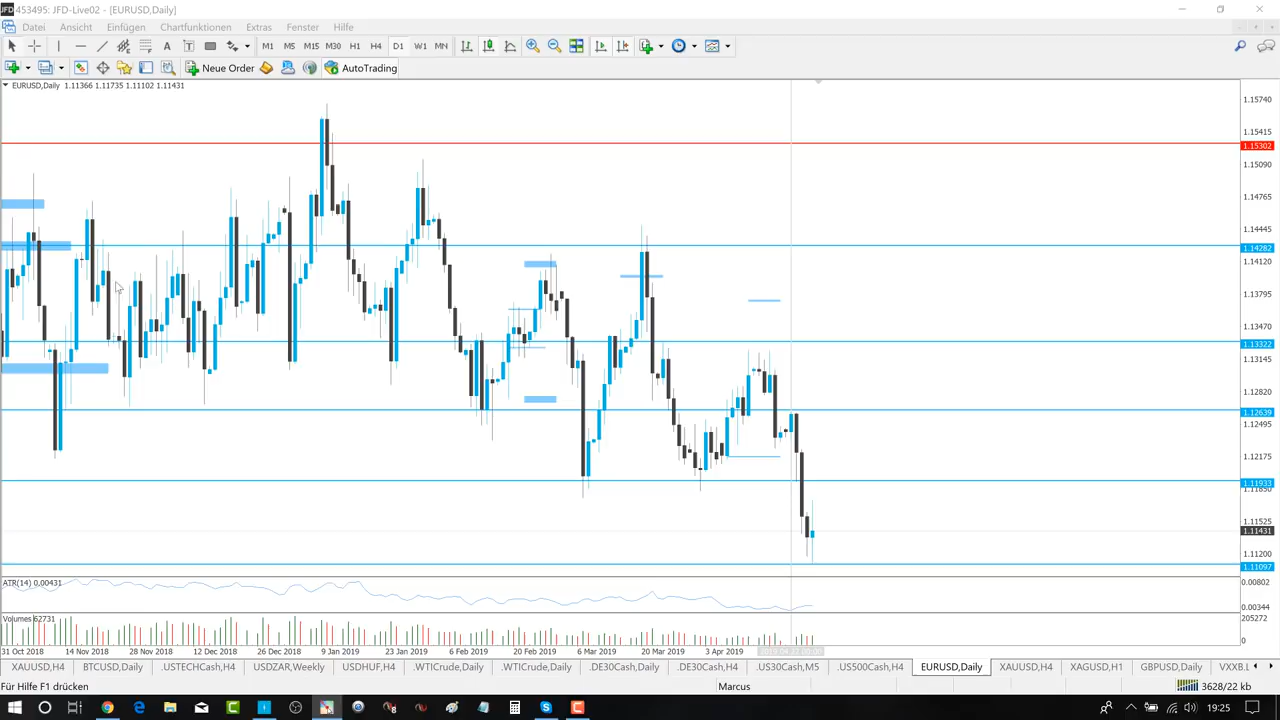 JFD 453495: JFD-Live02 - [EURUSD,Daily]
Datei Ansicht Einfügen Chartfunktionen Extras Fenster Hilfe
A T M1 M5 M15 M30 H1 H4 D1 W1 MN
Neue Order AutoTrading
EURUSD,Daily 1.11366 1.11735 1.11102 1.11431
1.15740
1.15415
1.15302
1.15090
1.14765
1.14445
1.14282
1.14120
1.13795
1.13470
1.13322
1.13145
1.12820
1.12639
1.12495
1.12175
1.11933
1.11850
1.11525
1.11431
1.11200
1.11097
ATR(14) 0.00431 0.00802
0.00344
Volumes 62731 205272
0
31 Oct 2018 14 Nov 2018 28 Nov 2018 12 Dec 2018 26 Dec 2018 9 Jan 2019 23 Jan 2019 6 Feb 2019 20 Feb 2019 6 Mar 2019 20 Mar 2019 3 Apr 2019
XAUUSD,H4 BTCUSD,Daily .USTECHCash,H4 USDZAR,Weekly USDHUF,H4 .WTICrude,Daily .WTICrude,Daily .DE30Cash,Daily .DE30Cash,H4 .US30Cash,M5 .US500Cash,H4 EURUSD,Daily XAUUSD,H4 XAGUSD,H1 GBPUSD,Daily
Für Hilfe F1 drücken Marcus 3628/22 kb
19:25